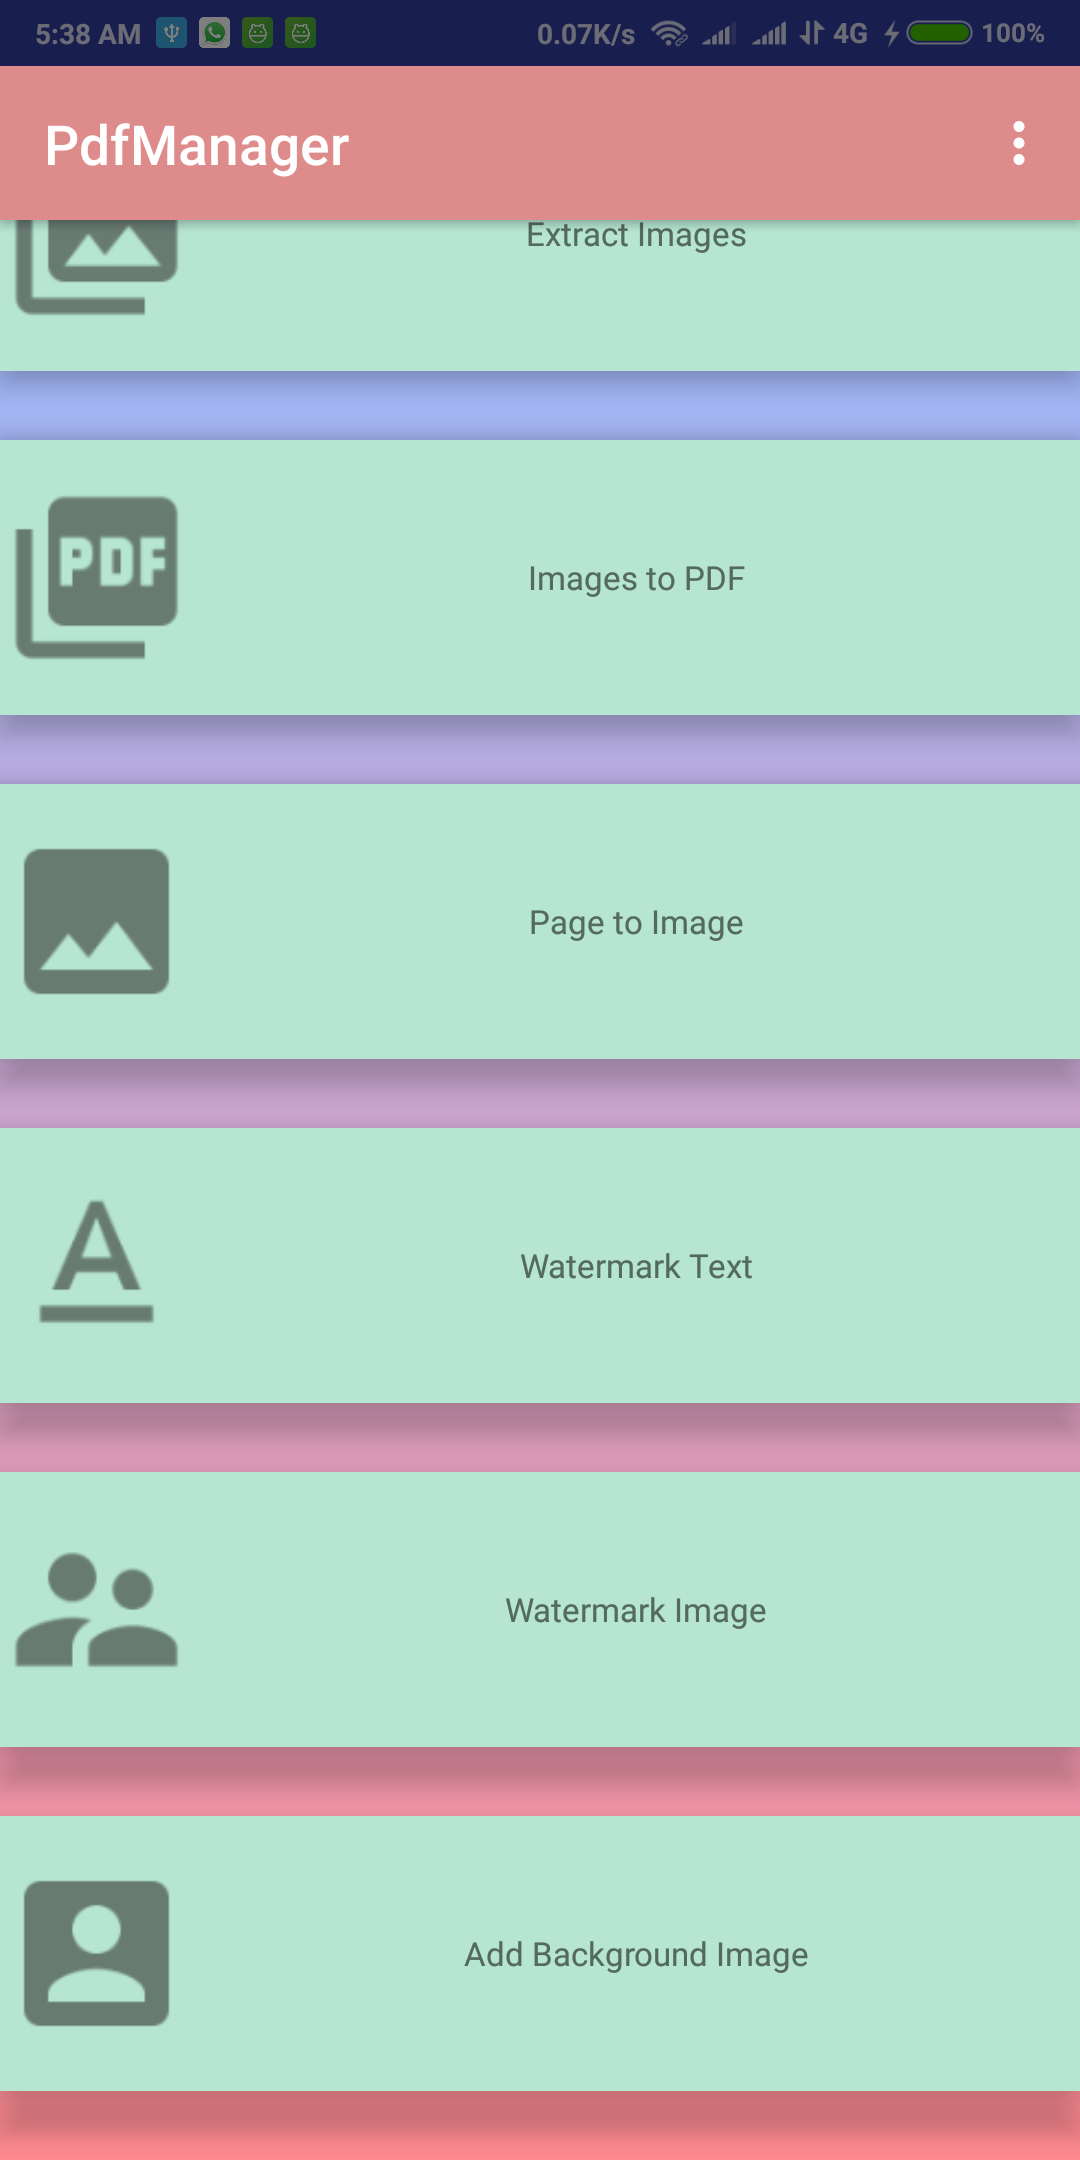 5:38 AM 0.07K/s 4G 100%
PdfManager
Extract Images
PDF
Images to PDF
Page to Image
A
Watermark Text
Watermark Image
Add Background Image